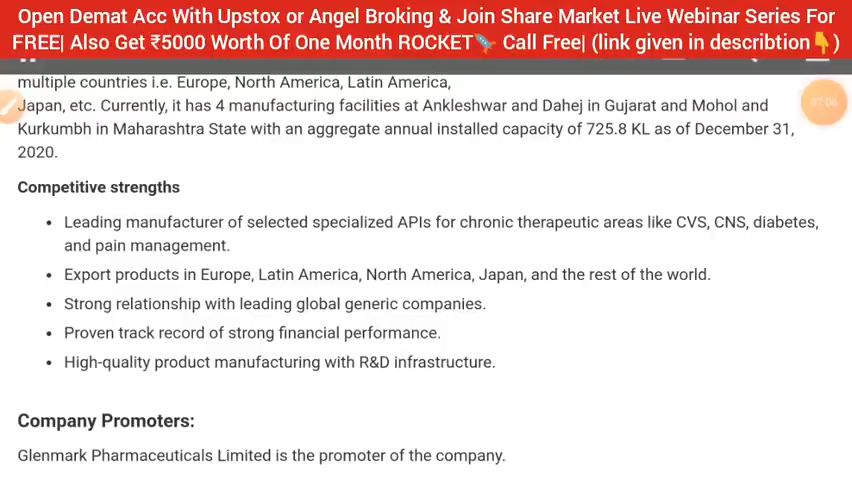 Open Demat Acc With Upstox or Angel Broking & Join Share Market Live Webinar Series For
FREE| Also Get ₹5000 Worth Of One Month ROCKET🚀 Call Free| (link given in describtion👇)
multiple countries i.e. Europe, North America, Latin America,
Japan, etc. Currently, it has 4 manufacturing facilities at Ankleshwar and Dahej in Gujarat and Mohol and
Kurkumbh in Maharashtra State with an aggregate annual installed capacity of 725.8 KL as of December 31,
2020.
07:06
Competitive strengths
• Leading manufacturer of selected specialized APIs for chronic therapeutic areas like CVS, CNS, diabetes,
and pain management.
• Export products in Europe, Latin America, North America, Japan, and the rest of the world.
• Strong relationship with leading global generic companies.
• Proven track record of strong financial performance.
• High-quality product manufacturing with R&D infrastructure.
Company Promoters:
Glenmark Pharmaceuticals Limited is the promoter of the company.